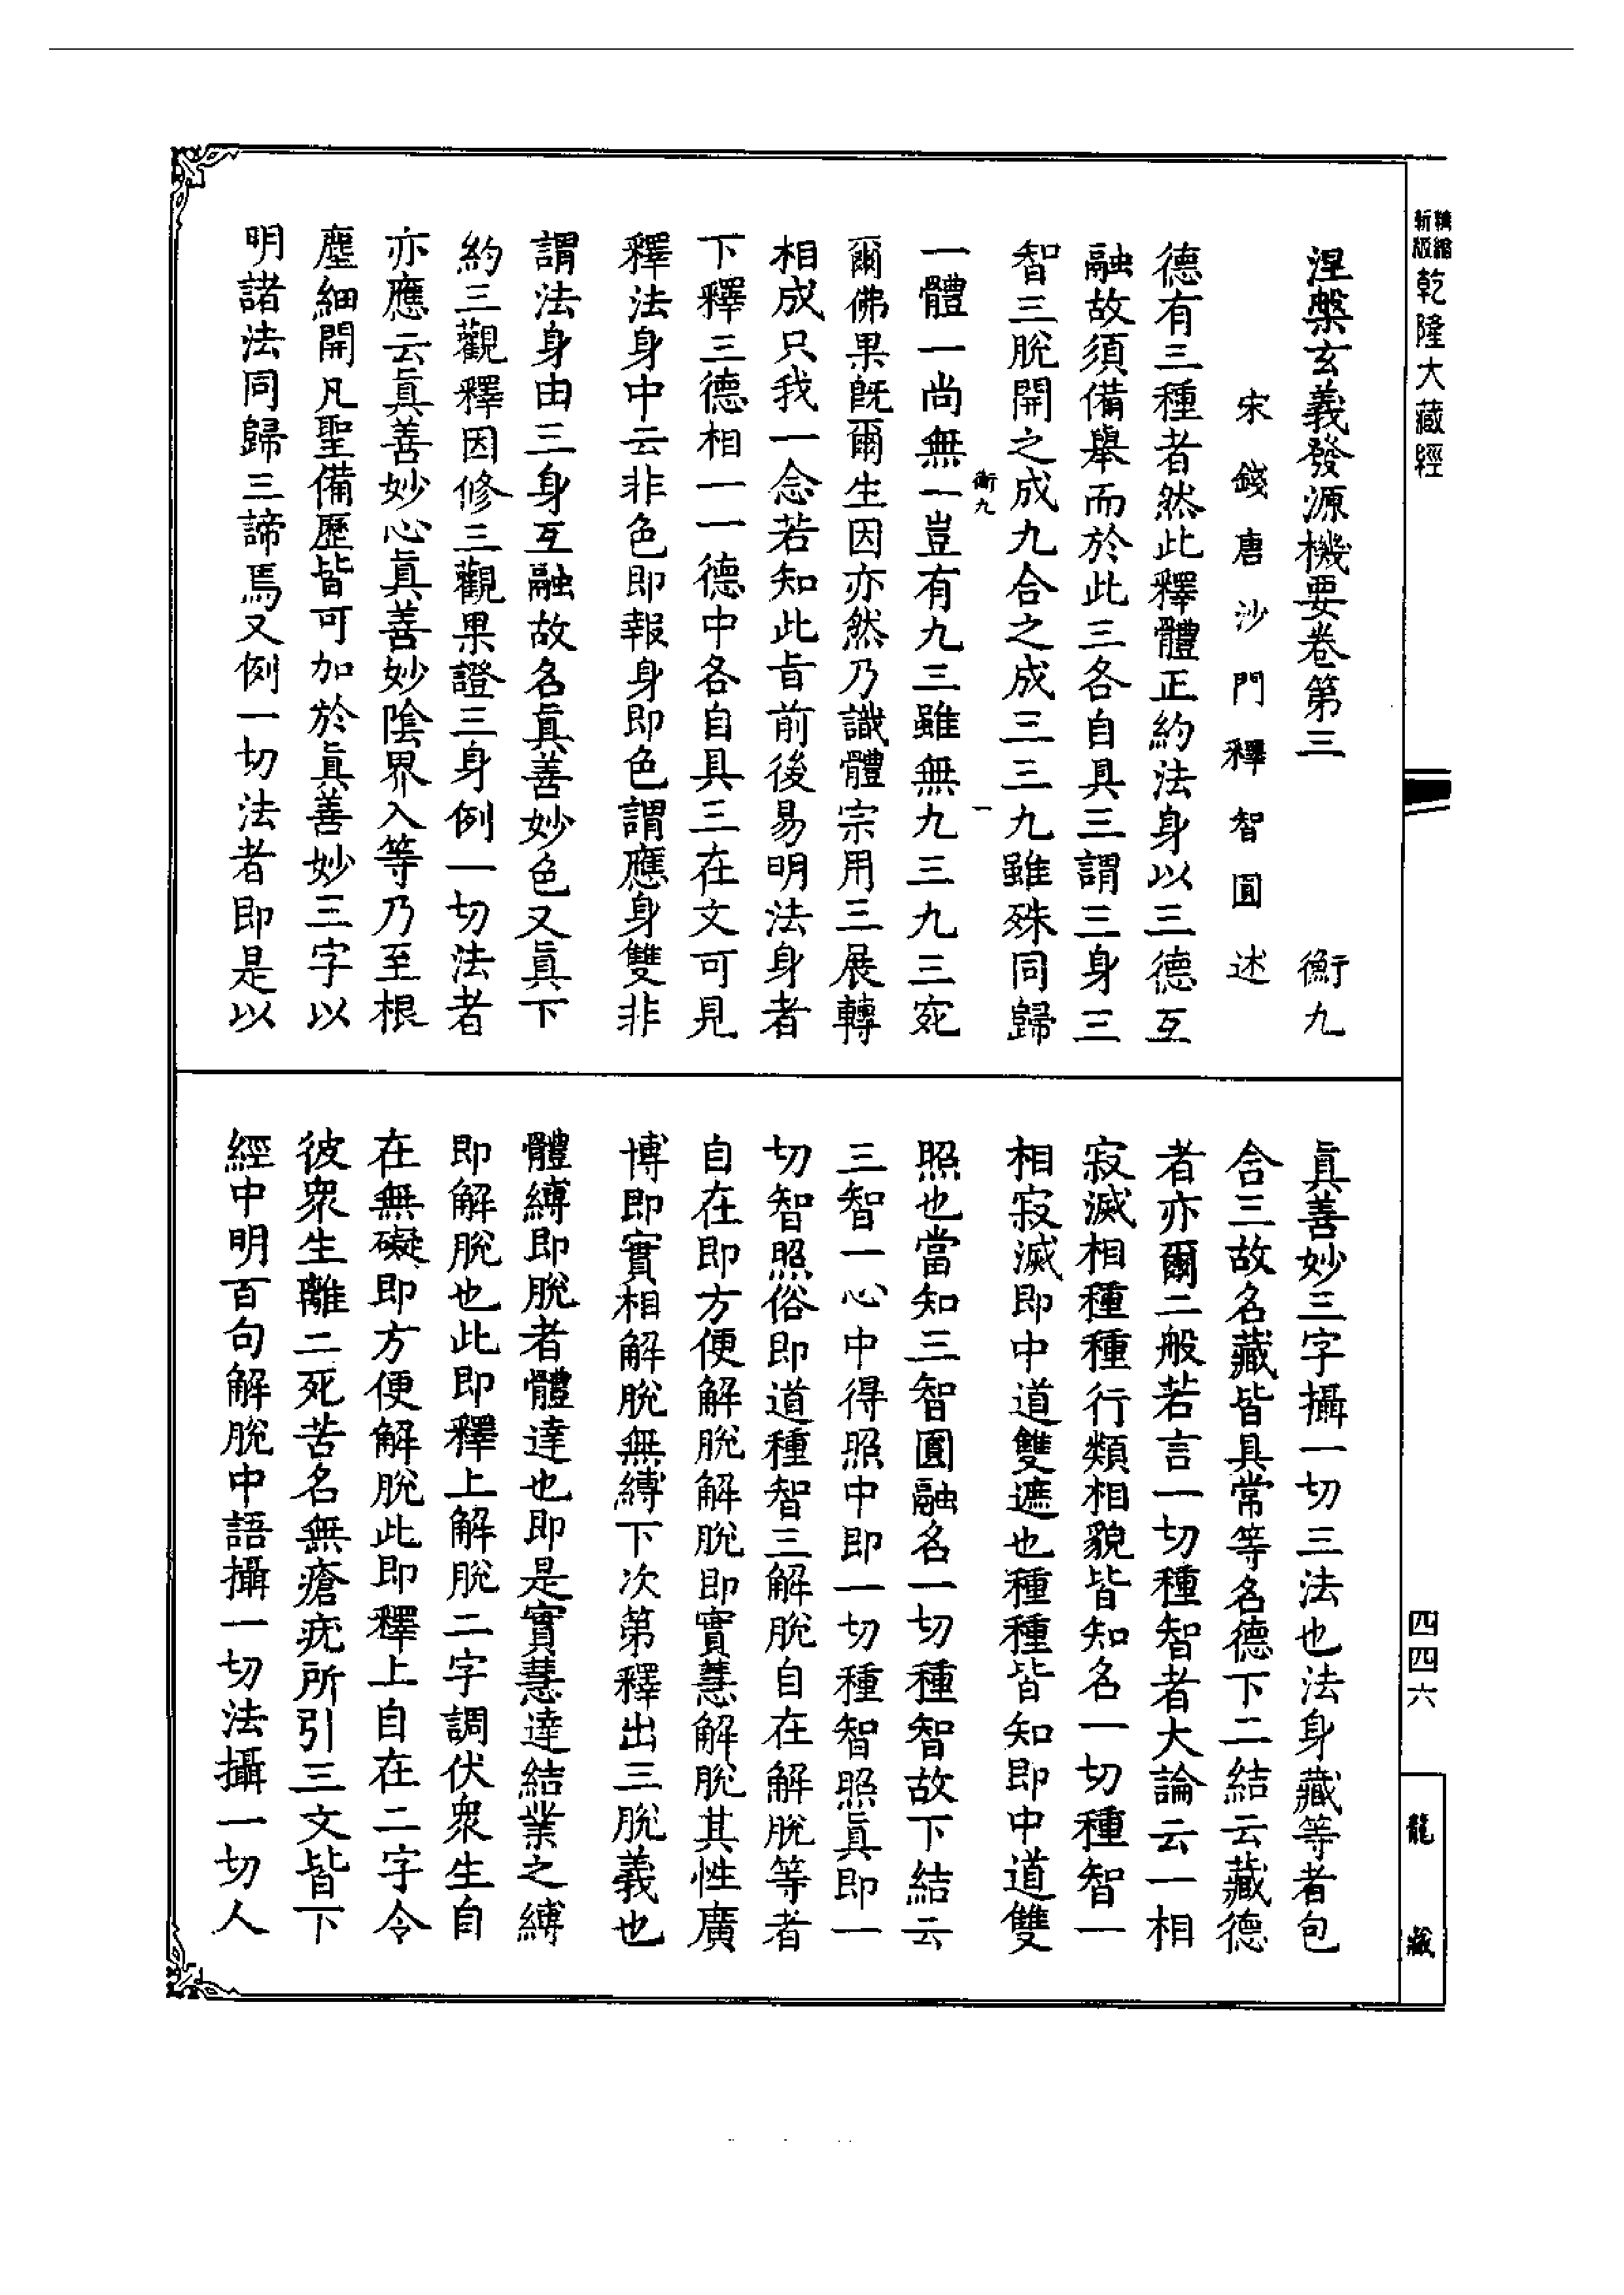 精縮新版乾隆大藏經
涅槃玄義發源機要卷第三 衡九
宋錢唐沙門釋智圓述
德有三種者然此釋體正約法身以三德互
融故須備舉而於此三各自具三謂三身三
智三脫開之成九合之成三三九雖殊同歸
衡九 一
一體一尚無一豈有九三雖無九三九三宛
爾佛果旣爾生因亦然乃識體宗用三展轉
相成只我一念若知此旨前後易明法身者
下釋三德相一一德中各自具三在文可見
釋法身中云非色即報身即色謂應身雙非
謂法身由三身互融故名眞善妙色又眞下
約三觀釋因修三觀果證三身例一切法者
亦應云眞善妙心眞善妙陰界入等乃至根
塵細開凡聖備歷皆可加於眞善妙三字以
明諸法同歸三諦焉又例一切法者即是以
眞善妙三字攝一切三法也法身藏等者包
含三故名藏皆具常等名德下二結云藏德
者亦爾二般若言一切種智者大論云一相
寂滅相種種行類相貌皆知名一切種智一
相寂滅即中道雙遮也種種皆知即中道雙
照也當知三智圓融名一切種智故下結云
三智一心中得照中即一切種智照眞即一
切智照俗即道種智三解脫自在解脫等者
自在即方便解脫解脫即實慧解脫其性廣
博即實相解脫無縛下次第釋出三脫義也
體縛即脫者體達也即是實慧達結業之縛
即解脫也此即釋上解脫二字調伏衆生自
在無礙即方便解脫此即釋上自在二字令
彼衆生離二死苦名無瘡疣所引三文皆下
經中明百句解脫中語攝一切法攝一切人
四四六
龍藏